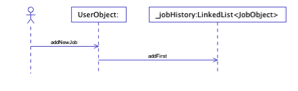 UserObject:
_jobHistory:LinkedList<JobObject>
addNewJob
addFirst